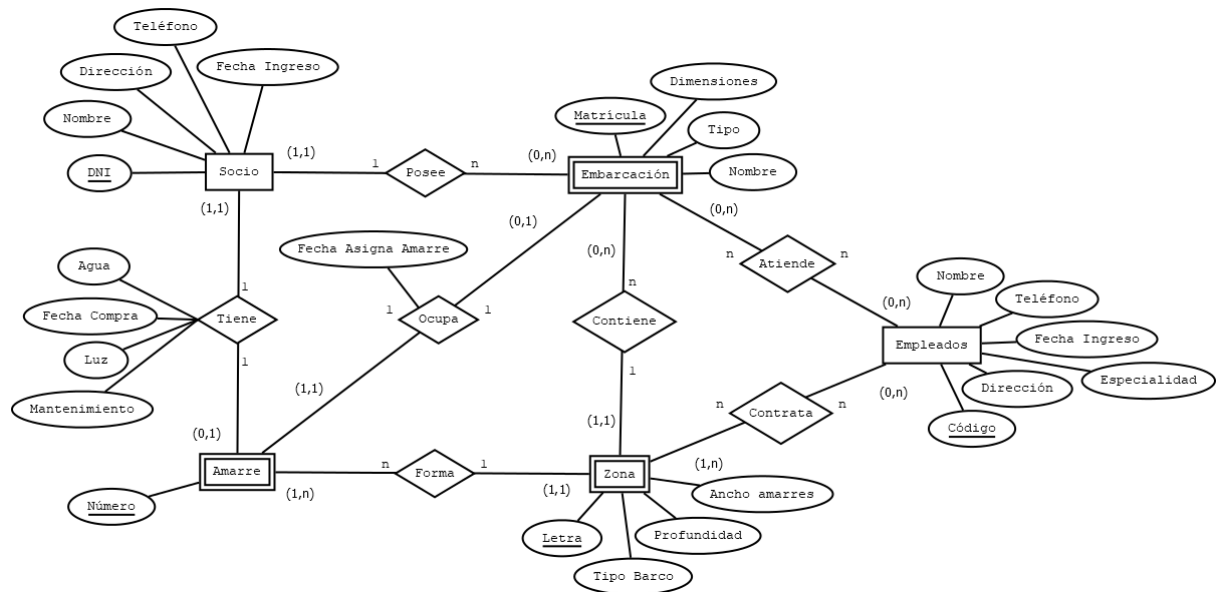 Teléfono
Dirección
Fecha Ingreso
Nombre
DNI
Socio
(1,1)
1
Posee
n
(0,n)
Dimensiones
Matrícula
Tipo
Embarcación
Nombre
(1,1)
(0,1)
(0,n)
(0,n)
Agua
Fecha Asigna Amarre
n
Atiende
n
Nombre
Fecha Compra
1
Tiene
1
Ocupa
1
n
Contiene
(0,n)
Teléfono
Luz
1
1
Empleados
Fecha Ingreso
Mantenimiento
(1,1)
(0,n)
Dirección
Especialidad
n
Contrata
n
Código
(0,1)
(1,1)
Amarre
n
Forma
1
Zona
(1,n)
(1,1)
(1,n)
Número
Ancho amarres
Letra
Profundidad
Tipo Barco